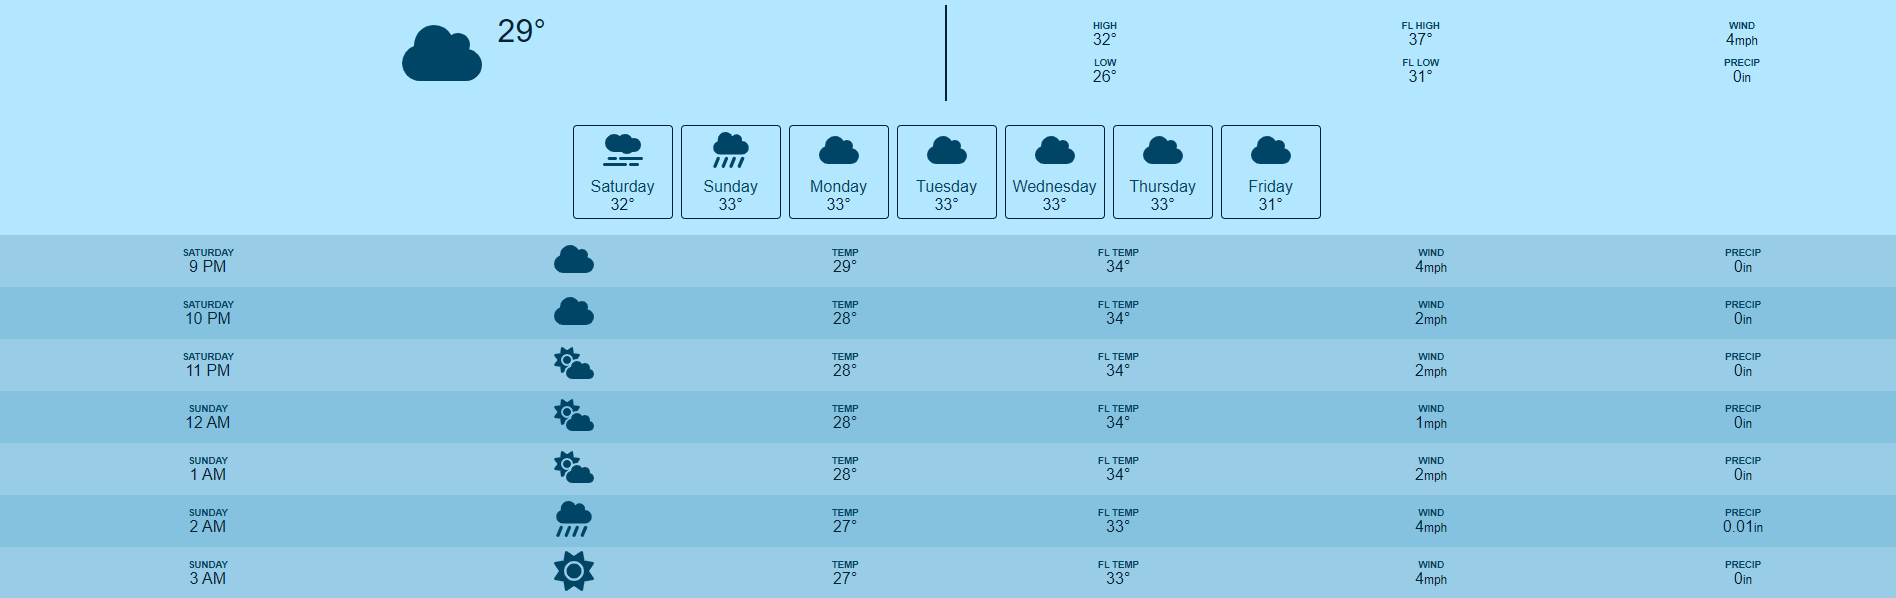 29°
HIGH FL HIGH WIND
32° 37° 4mph
LOW FL LOW PRECIP
26° 31° 0in
Saturday Sunday Monday Tuesday Wednesday Thursday Friday
32° 33° 33° 33° 33° 33° 31°
SATURDAY TEMP FL TEMP WIND PRECIP
9 PM 29° 34° 4mph 0in
SATURDAY TEMP FL TEMP WIND PRECIP
10 PM 28° 34° 2mph 0in
SATURDAY TEMP FL TEMP WIND PRECIP
11 PM 28° 34° 2mph 0in
SUNDAY TEMP FL TEMP WIND PRECIP
12 AM 28° 34° 1mph 0in
SUNDAY TEMP FL TEMP WIND PRECIP
1 AM 28° 34° 2mph 0in
SUNDAY TEMP FL TEMP WIND PRECIP
2 AM 27° 33° 4mph 0.01in
SUNDAY TEMP FL TEMP WIND PRECIP
3 AM 27° 33° 4mph 0in